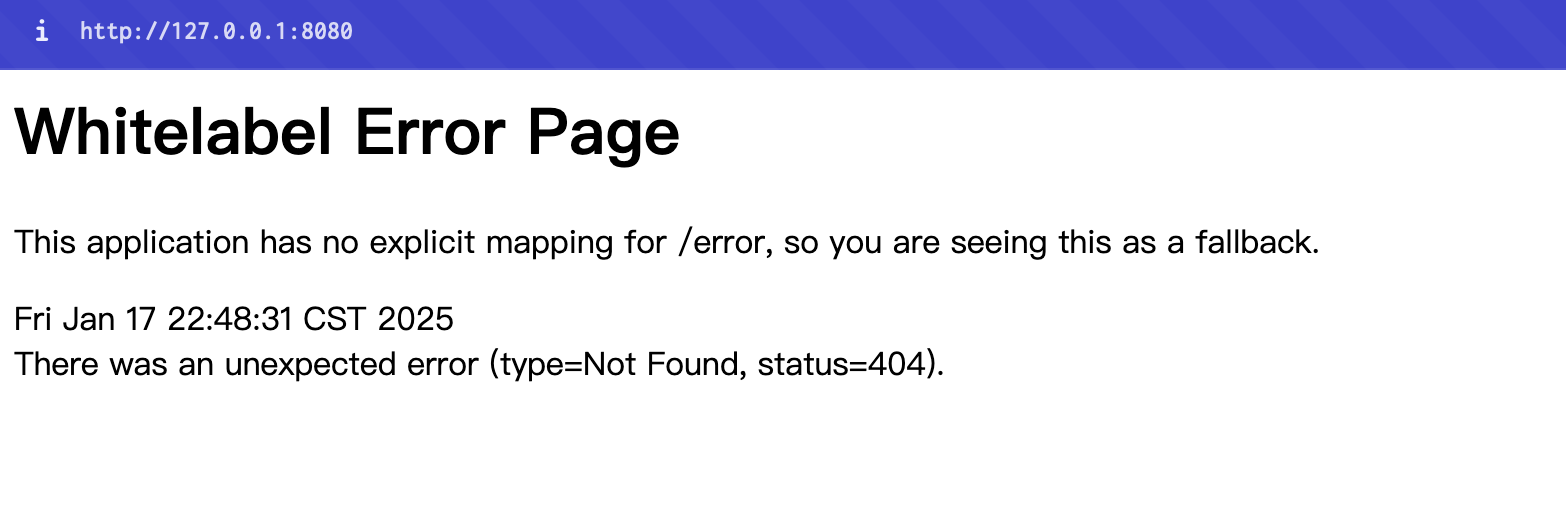 i http://127.0.0.1:8080
Whitelabel Error Page
This application has no explicit mapping for /error, so you are seeing this as a fallback.
Fri Jan 17 22:48:31 CST 2025
There was an unexpected error (type=Not Found, status=404).